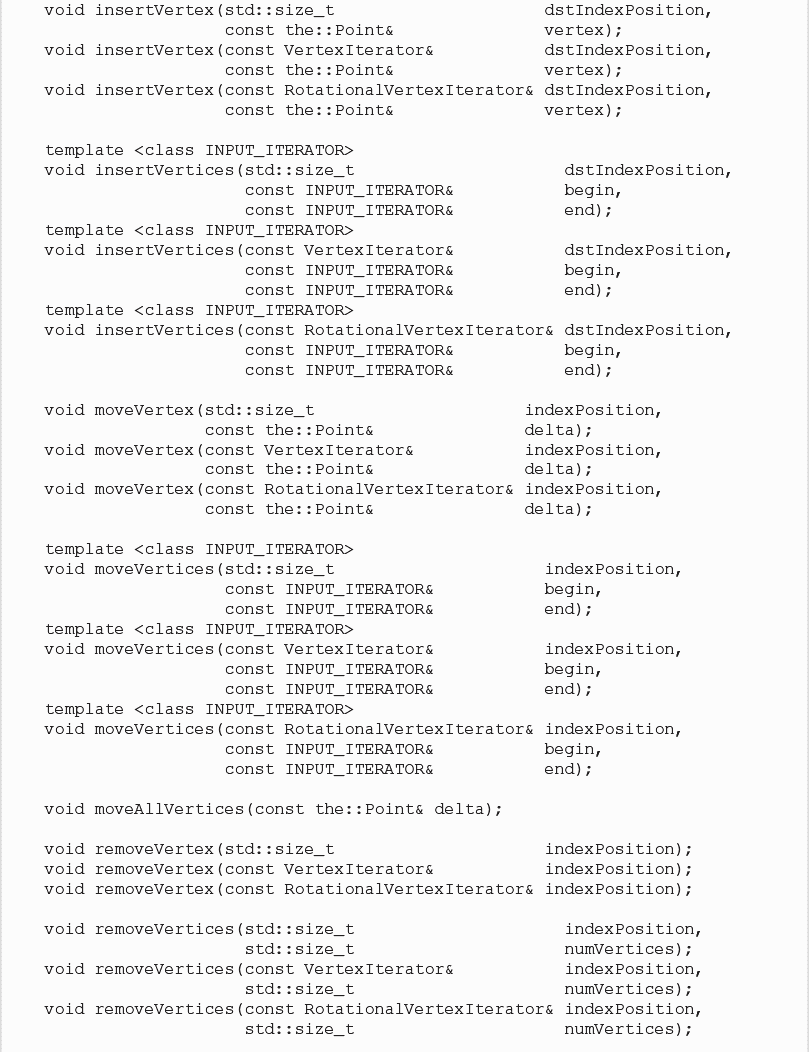 void insertVertex(std::size_t                     dstIndexPosition,
                  const the::Point&               vertex);
void insertVertex(const VertexIterator&           dstIndexPosition,
                  const the::Point&               vertex);
void insertVertex(const RotationalVertexIterator& dstIndexPosition,
                  const the::Point&               vertex);

template <class INPUT_ITERATOR>
void insertVertices(std::size_t                     dstIndexPosition,
                    const INPUT_ITERATOR&           begin,
                    const INPUT_ITERATOR&           end);
template <class INPUT_ITERATOR>
void insertVertices(const VertexIterator&           dstIndexPosition,
                    const INPUT_ITERATOR&           begin,
                    const INPUT_ITERATOR&           end);
template <class INPUT_ITERATOR>
void insertVertices(const RotationalVertexIterator& dstIndexPosition,
                    const INPUT_ITERATOR&           begin,
                    const INPUT_ITERATOR&           end);

void moveVertex(std::size_t                     indexPosition,
                const the::Point&               delta);
void moveVertex(const VertexIterator&           indexPosition,
                const the::Point&               delta);
void moveVertex(const RotationalVertexIterator& indexPosition,
                const the::Point&               delta);

template <class INPUT_ITERATOR>
void moveVertices(std::size_t                     indexPosition,
                  const INPUT_ITERATOR&           begin,
                  const INPUT_ITERATOR&           end);
template <class INPUT_ITERATOR>
void moveVertices(const VertexIterator&           indexPosition,
                  const INPUT_ITERATOR&           begin,
                  const INPUT_ITERATOR&           end);
template <class INPUT_ITERATOR>
void moveVertices(const RotationalVertexIterator& indexPosition,
                  const INPUT_ITERATOR&           begin,
                  const INPUT_ITERATOR&           end);

void moveAllVertices(const the::Point& delta);

void removeVertex(std::size_t                     indexPosition);
void removeVertex(const VertexIterator&           indexPosition);
void removeVertex(const RotationalVertexIterator& indexPosition);

void removeVertices(std::size_t                     indexPosition,
                    std::size_t                     numVertices);
void removeVertices(const VertexIterator&           indexPosition,
                    std::size_t                     numVertices);
void removeVertices(const RotationalVertexIterator& indexPosition,
                    std::size_t                     numVertices);